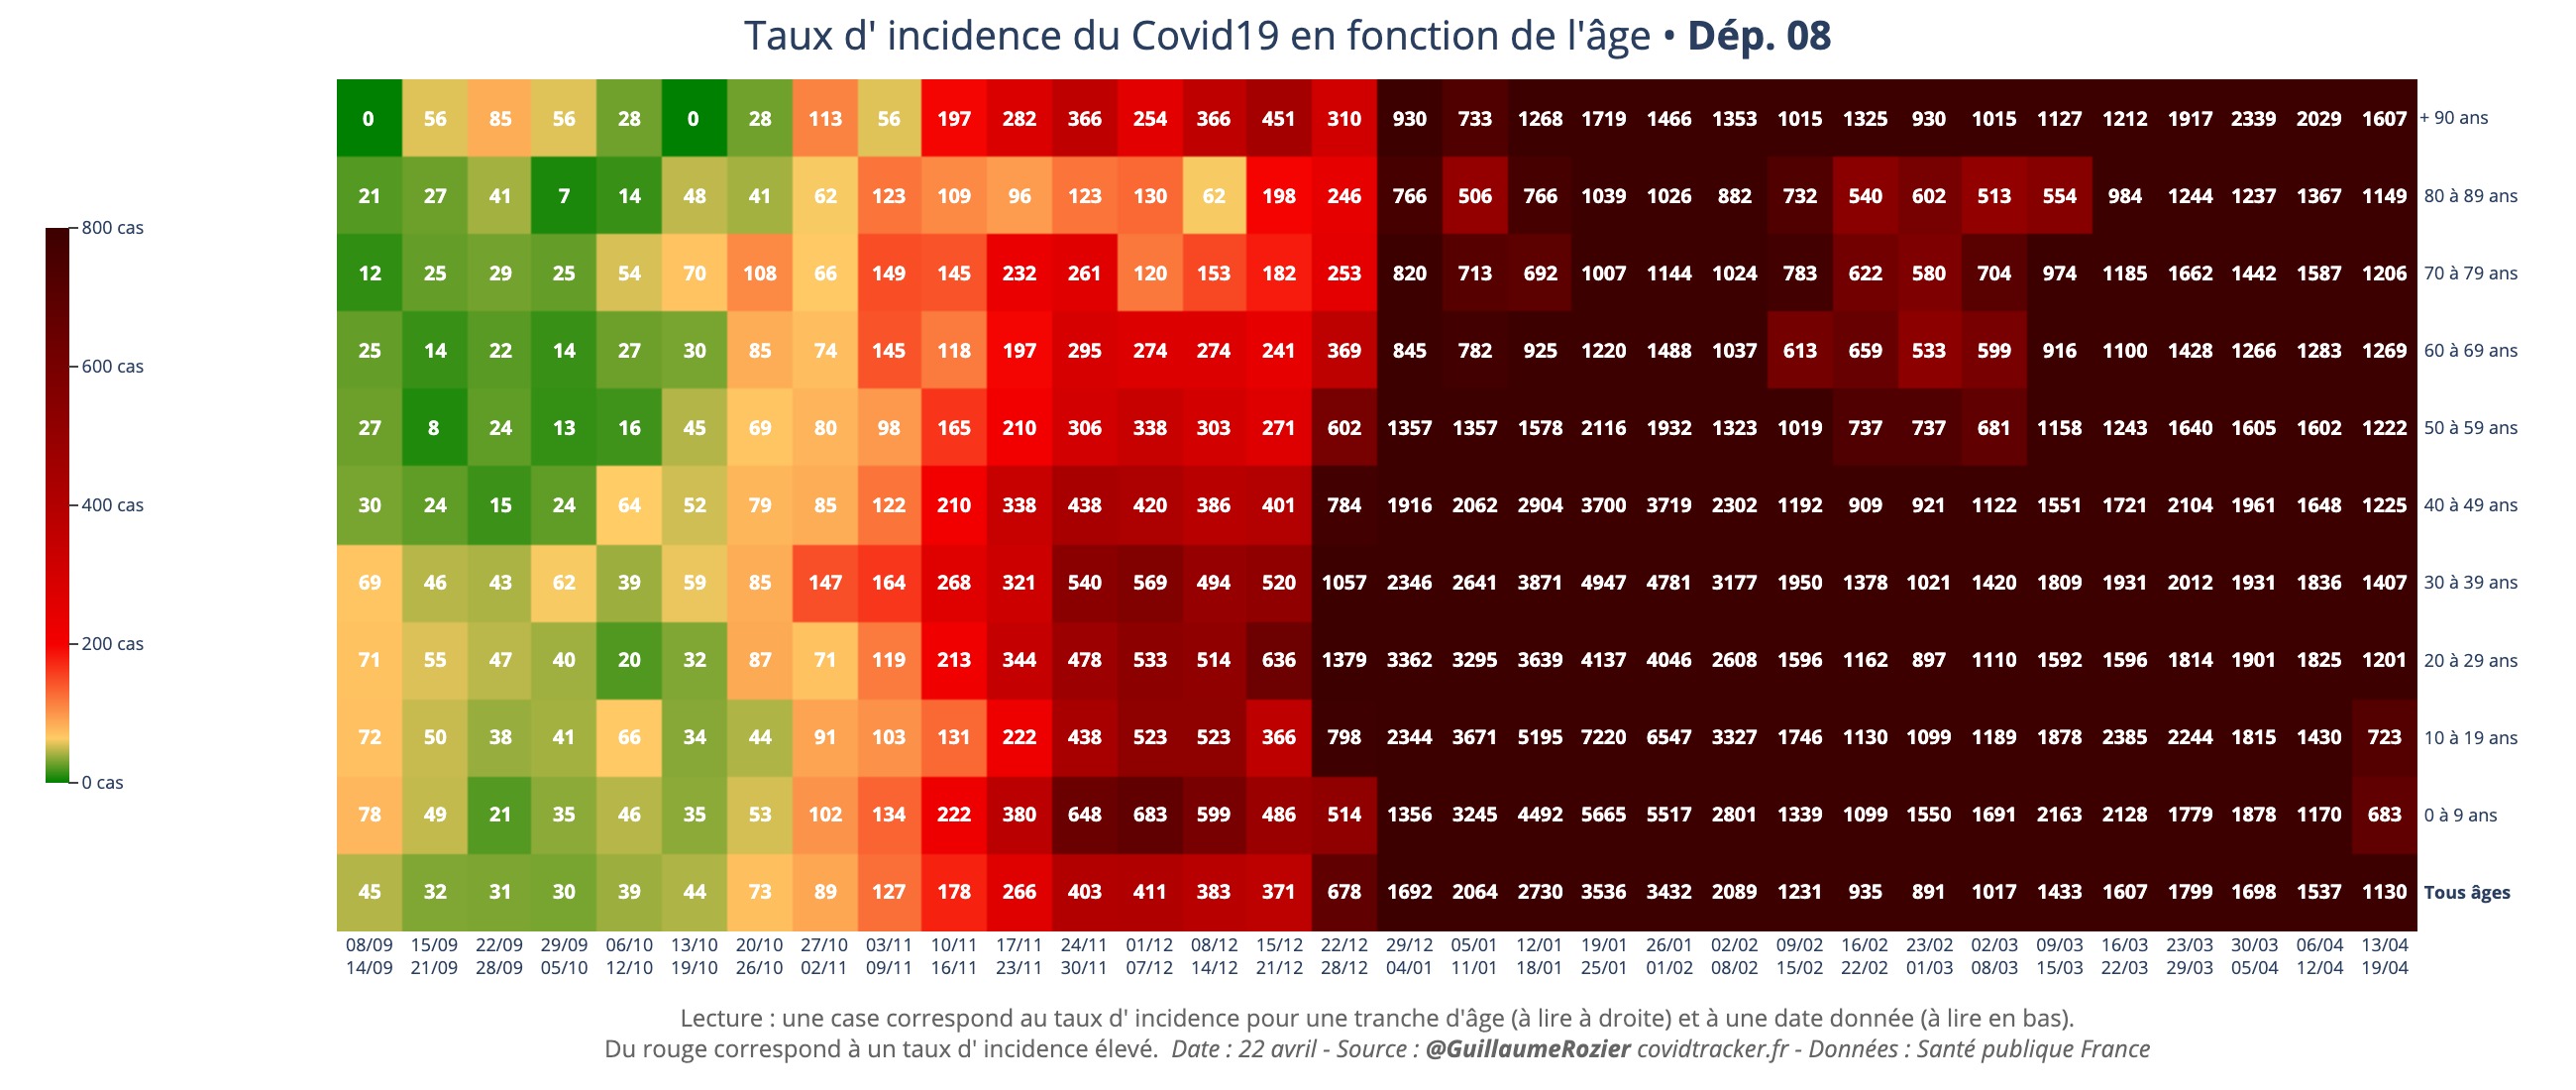 Taux d' incidence du Covid19 en fonction de l'âge • Dép. 08
800 cas
600 cas
400 cas
200 cas
0 cas
0 56 85 56 28 0 28 113 56 197 282 366 254 366 451 310 930 733 1268 1719 1466 1353 1015 1325 930 1015 1127 1212 1917 2339 2029 1607 + 90 ans
21 27 41 7 14 48 41 62 123 109 96 123 130 62 198 246 766 506 766 1039 1026 882 732 540 602 513 554 984 1244 1237 1367 1149 80 à 89 ans
12 25 29 25 54 70 108 66 149 145 232 261 120 153 182 253 820 713 692 1007 1144 1024 783 622 580 704 974 1185 1662 1442 1587 1206 70 à 79 ans
25 14 22 14 27 30 85 74 145 118 197 295 274 274 241 369 845 782 925 1220 1488 1037 613 659 533 599 916 1100 1428 1266 1283 1269 60 à 69 ans
27 8 24 13 16 45 69 80 98 165 210 306 338 303 271 602 1357 1357 1578 2116 1932 1323 1019 737 737 681 1158 1243 1640 1605 1602 1222 50 à 59 ans
30 24 15 24 64 52 79 85 122 210 338 438 420 386 401 784 1916 2062 2904 3700 3719 2302 1192 909 921 1122 1551 1721 2104 1961 1648 1225 40 à 49 ans
69 46 43 62 39 59 85 147 164 268 321 540 569 494 520 1057 2346 2641 3871 4947 4781 3177 1950 1378 1021 1420 1809 1931 2012 1931 1836 1407 30 à 39 ans
71 55 47 40 20 32 87 71 119 213 344 478 533 514 636 1379 3362 3295 3639 4137 4046 2608 1596 1162 897 1110 1592 1596 1814 1901 1825 1201 20 à 29 ans
72 50 38 41 66 34 44 91 103 131 222 438 523 523 366 798 2344 3671 5195 7220 6547 3327 1746 1130 1099 1189 1878 2385 2244 1815 1430 723 10 à 19 ans
78 49 21 35 46 35 53 102 134 222 380 648 683 599 486 514 1356 3245 4492 5665 5517 2801 1339 1099 1550 1691 2163 2128 1779 1878 1170 683 0 à 9 ans
45 32 31 30 39 44 73 89 127 178 266 403 411 383 371 678 1692 2064 2730 3536 3432 2089 1231 935 891 1017 1433 1607 1799 1698 1537 1130 Tous âges
08/09 15/09 22/09 29/09 06/10 13/10 20/10 27/10 03/11 10/11 17/11 24/11 01/12 08/12 15/12 22/12 29/12 05/01 12/01 19/01 26/01 02/02 09/02 16/02 23/02 02/03 09/03 16/03 23/03 30/03 06/04 13/04
14/09 21/09 28/09 05/10 12/10 19/10 26/10 02/11 09/11 16/11 23/11 30/11 07/12 14/12 21/12 28/12 04/01 11/01 18/01 25/01 01/02 08/02 15/02 22/02 01/03 08/03 15/03 22/03 29/03 05/04 12/04 19/04
Lecture : une case correspond au taux d' incidence pour une tranche d'âge (à lire à droite) et à une date donnée (à lire en bas).
Du rouge correspond à un taux d' incidence élevé. Date : 22 avril - Source : @GuillaumeRozier covidtracker.fr - Données : Santé publique France